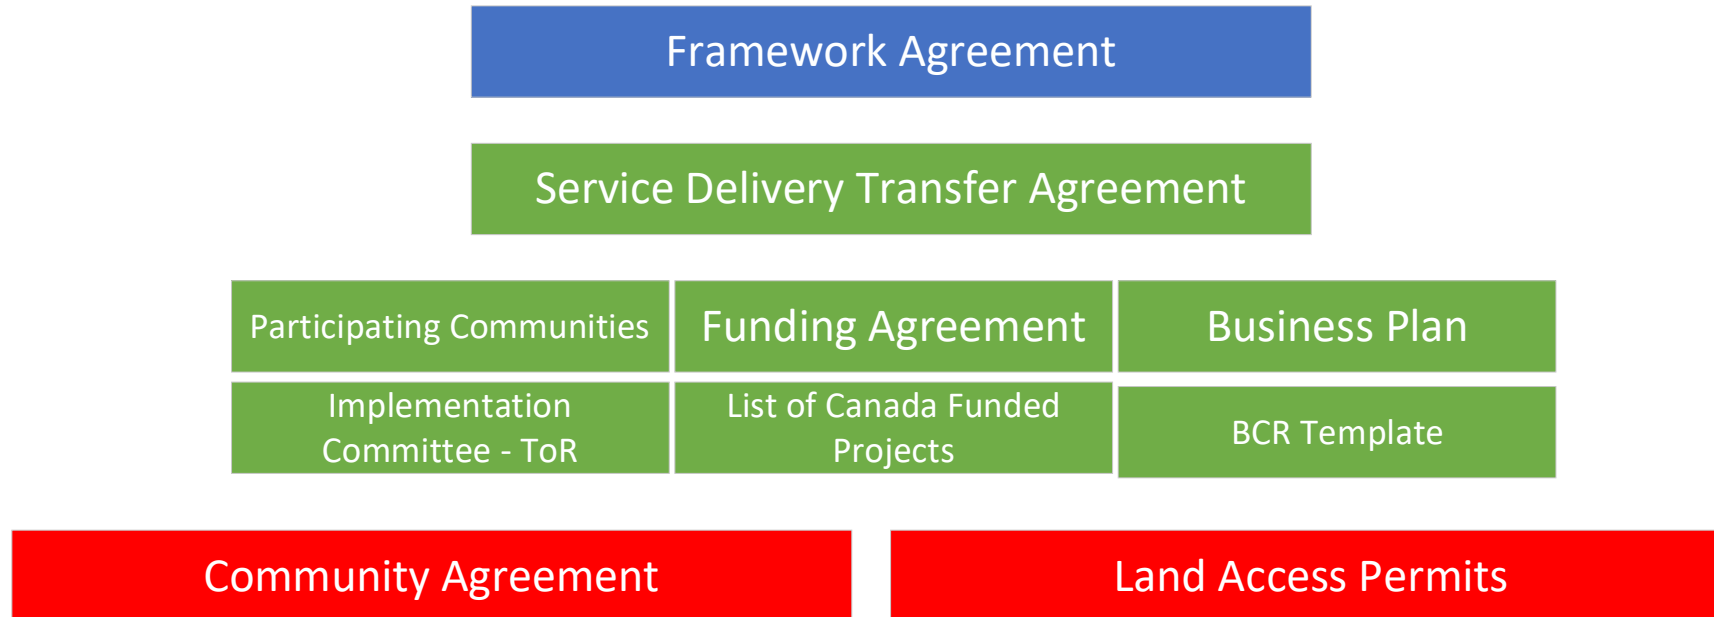 Framework Agreement
Service Delivery Transfer Agreement
Participating Communities
Funding Agreement
Business Plan
Implementation
Committee - ToR
List of Canada Funded
Projects
BCR Template
Community Agreement
Land Access Permits